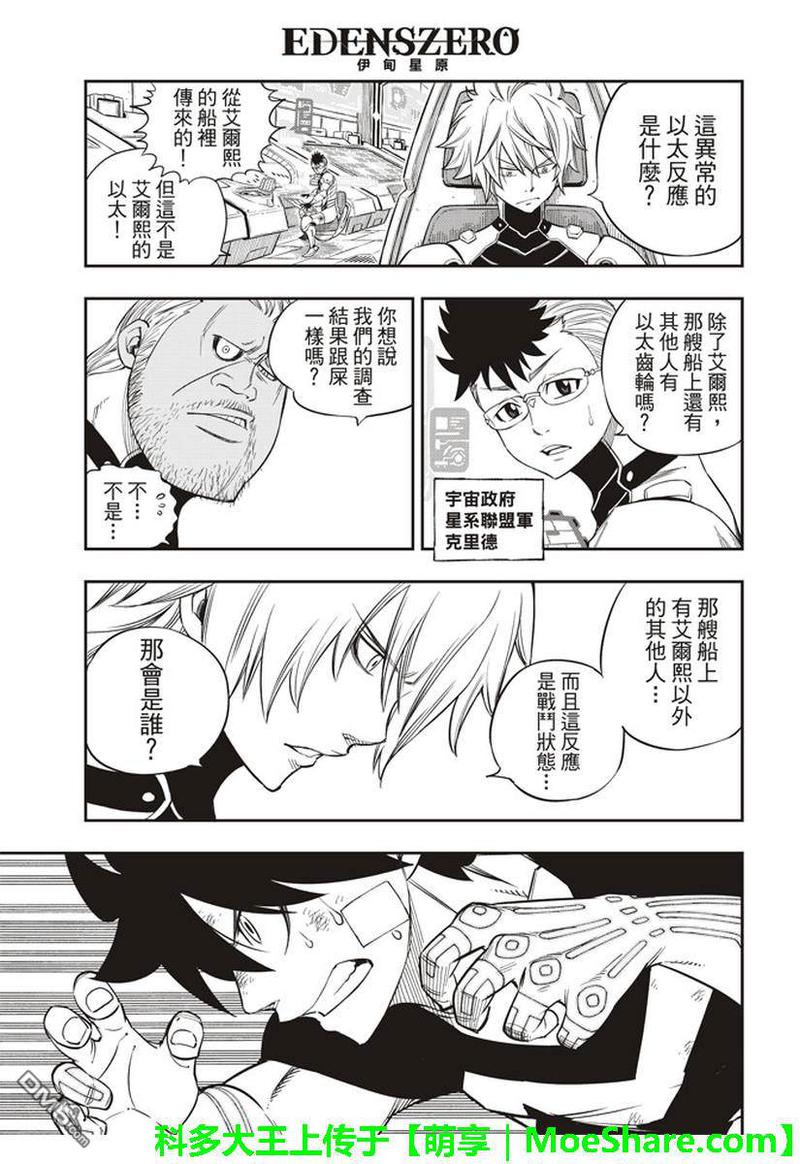 EDENSZERO
伊甸星原
這異常的
以太反應
是什麼？
從艾爾熙
的船裡
傳來的！
但這不是
艾爾熙的
以太！
除了艾爾熙，
那艘船上還有
其他人有
以太齒輪嗎？
宇宙政府
星系聯盟軍
克里德
你想說
我們的調查
結果跟屎
一樣嗎？
不…
不是…
那艘船上
有艾爾熙以外
的其他人…
而且這反應
是戰鬥狀態…
那會是誰？
DM5.com
科多大王上传于【萌享｜MoeShare.com】